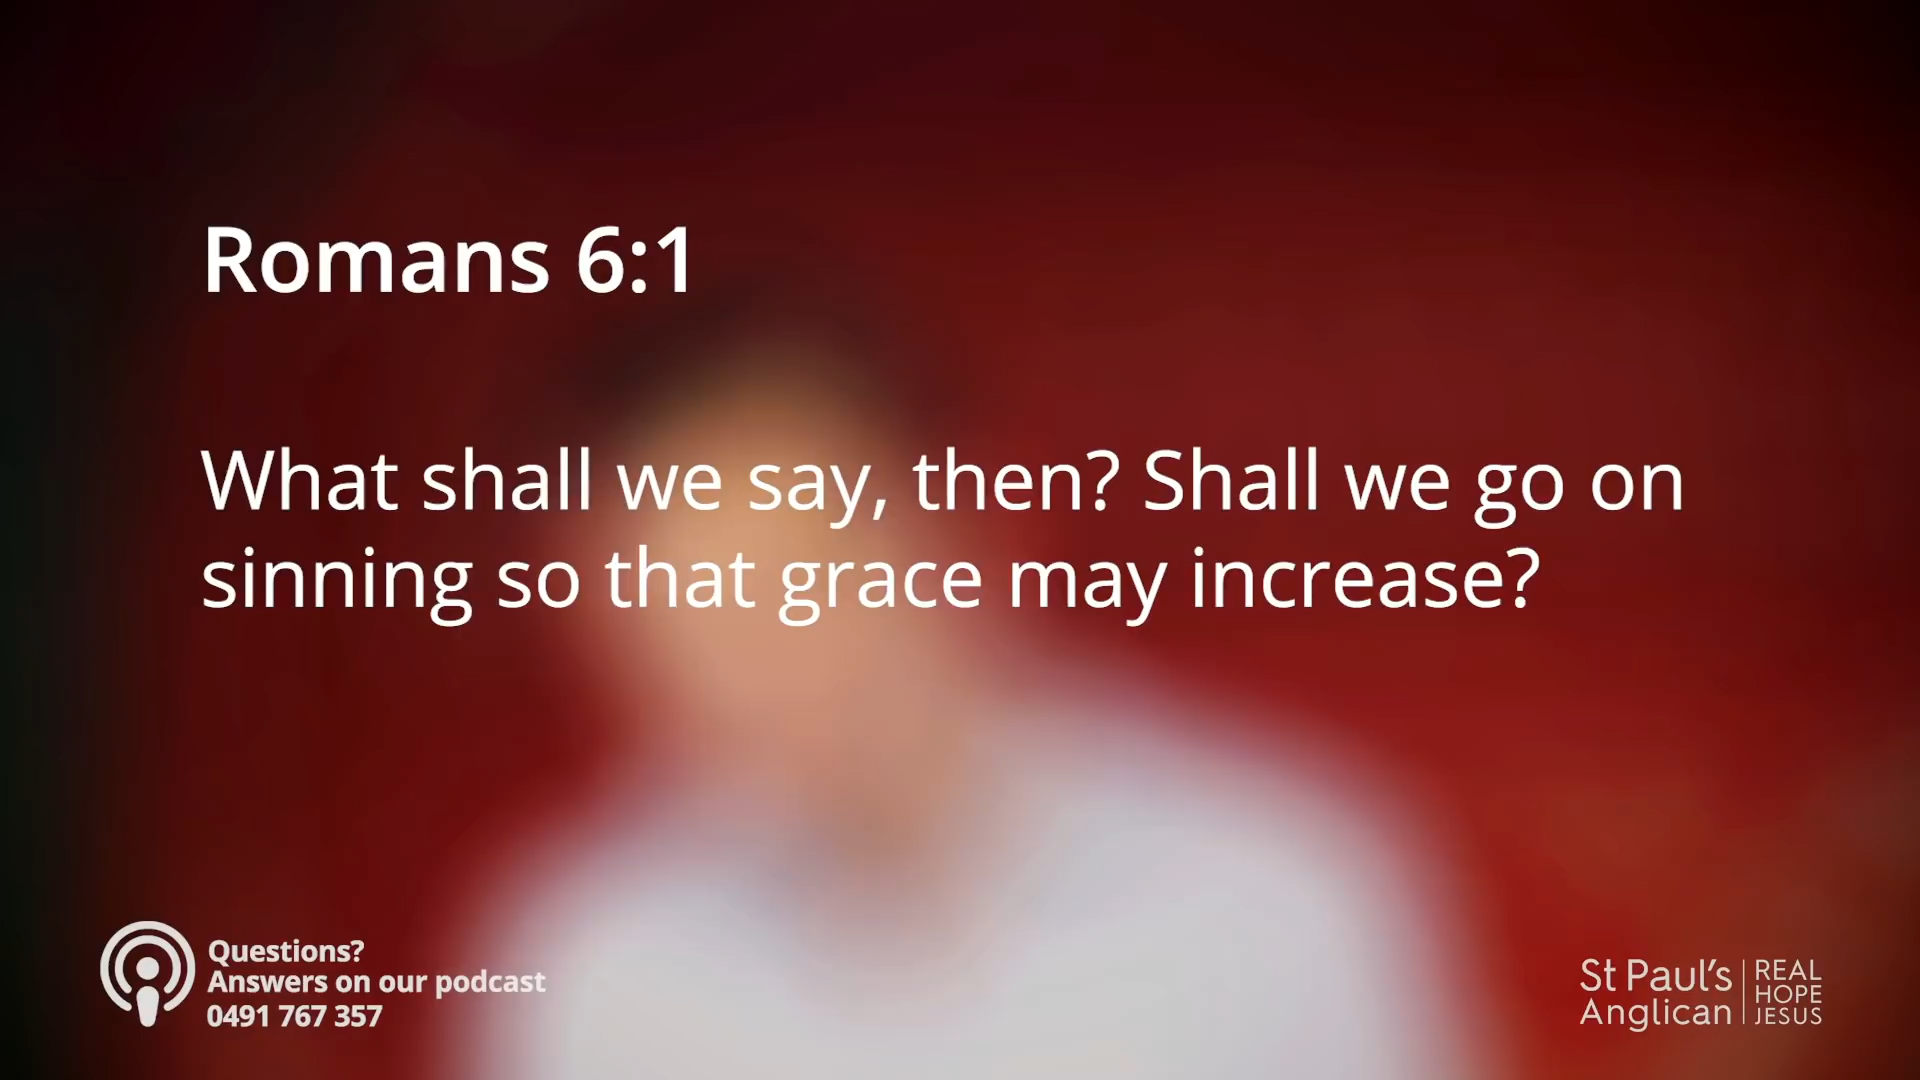 Romans 6:1
What shall we say, then? Shall we go on
sinning so that grace may increase?
Questions?
Answers on our podcast
0491 767 357
St Paul's
Anglican
REAL
HOPE
JESUS